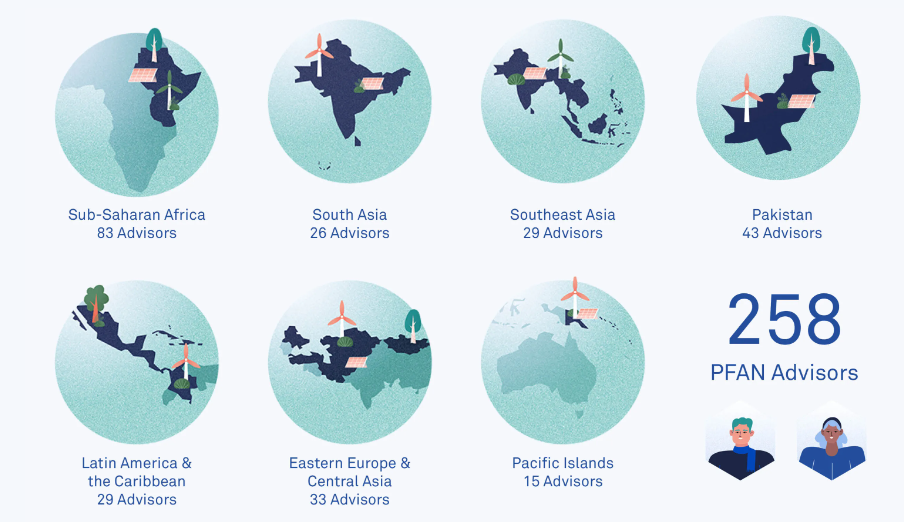 Sub-Saharan Africa
83 Advisors
South Asia
26 Advisors
Southeast Asia
29 Advisors
Pakistan
43 Advisors
Latin America &
the Caribbean
29 Advisors
Eastern Europe &
Central Asia
33 Advisors
Pacific Islands
15 Advisors
258
PFAN Advisors